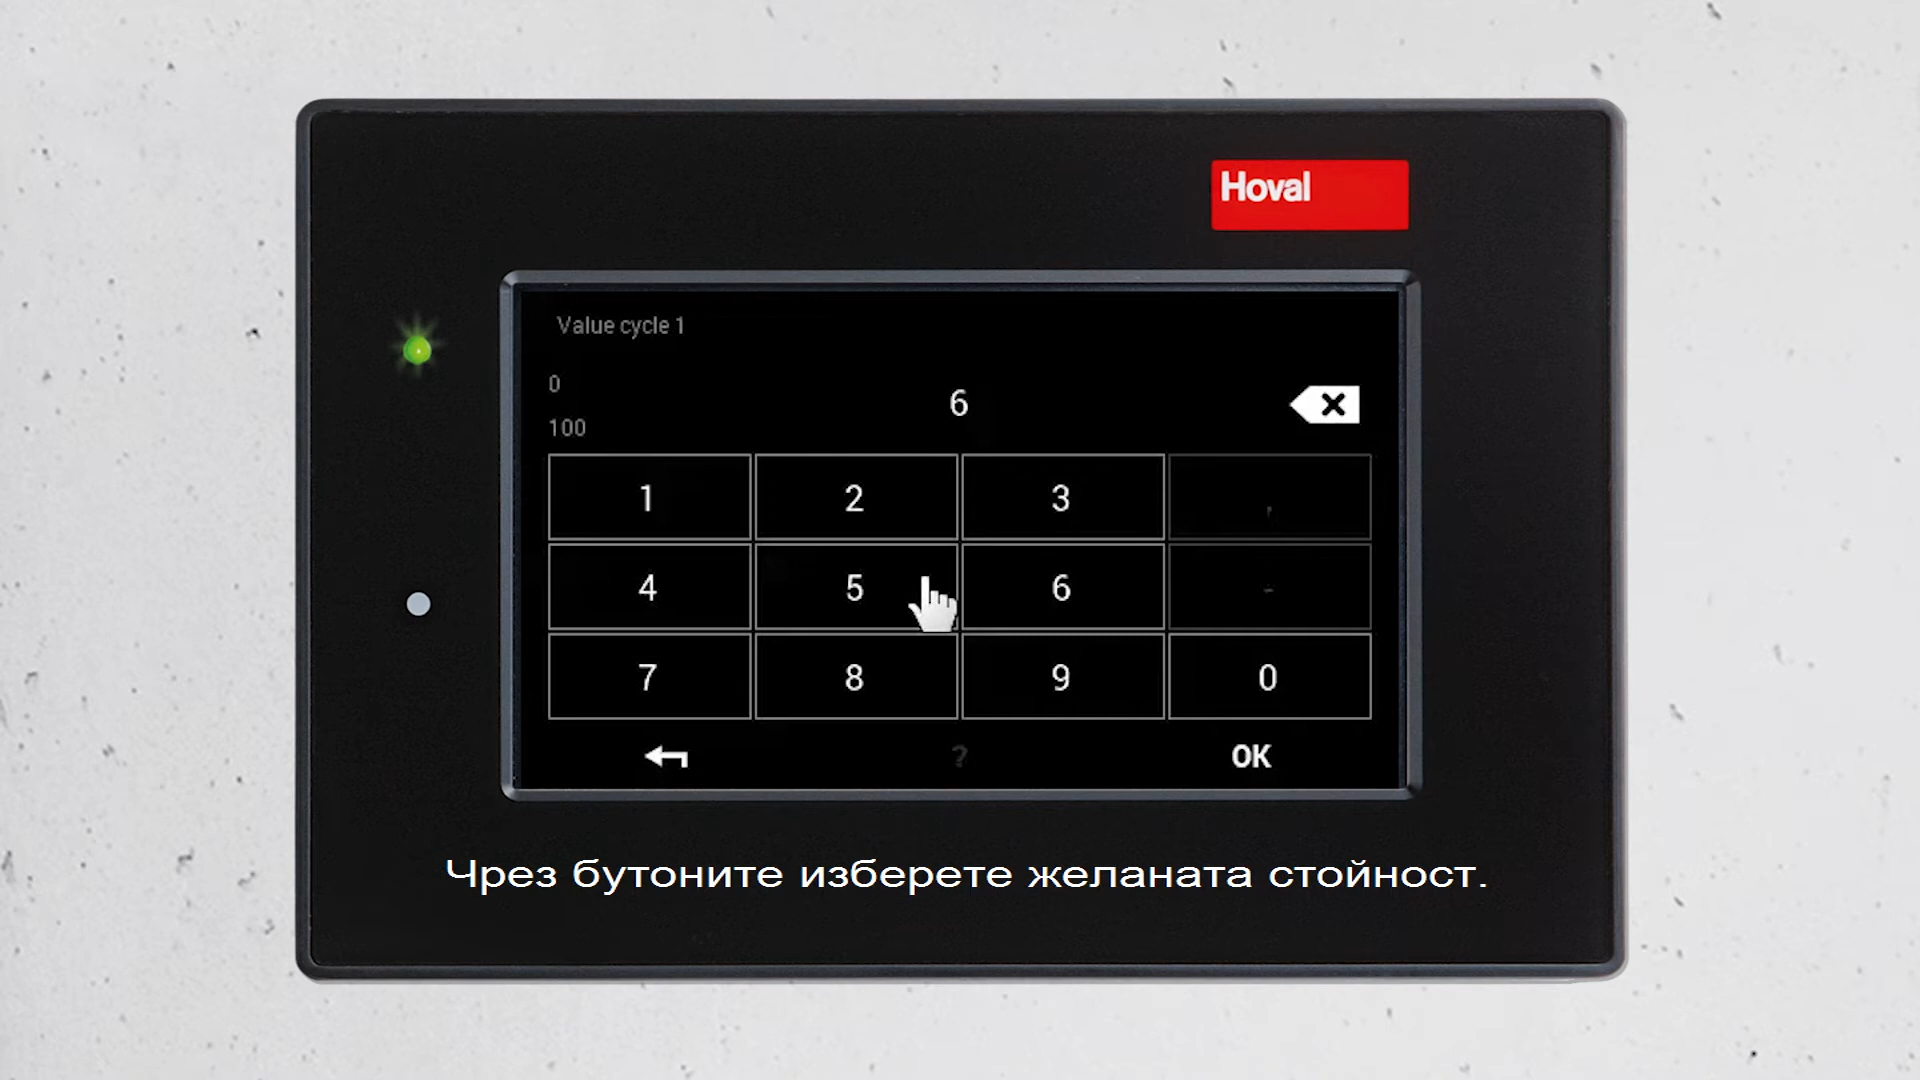 Hoval
Value cycle 1
0
6
100
1 2 3 ,
4 5 6 -
7 8 9 0
? OK
Чрез бутоните изберете желаната стойност.